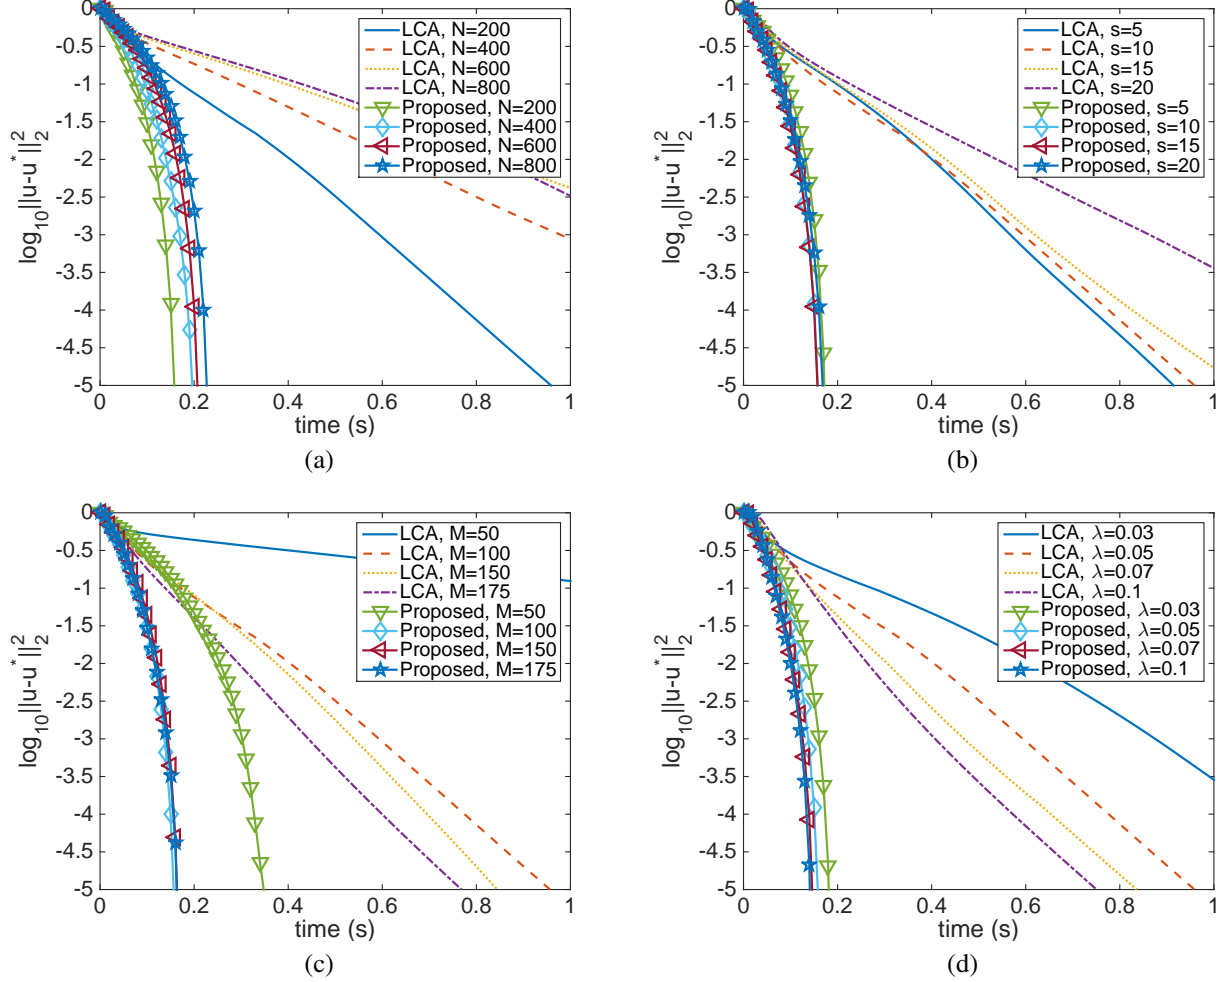 0
-0.5
-1
-1.5
-2
-2.5
-3
-3.5
-4
-4.5
-5
log10||u-u*||22
0 0.2 0.4 0.6 0.8 1
time (s)
LCA, N=200
LCA, N=400
LCA, N=600
LCA, N=800
Proposed, N=200
Proposed, N=400
Proposed, N=600
Proposed, N=800
(a)
0
-0.5
-1
-1.5
-2
-2.5
-3
-3.5
-4
-4.5
-5
log10||u-u*||22
0 0.2 0.4 0.6 0.8 1
time (s)
LCA, s=5
LCA, s=10
LCA, s=15
LCA, s=20
Proposed, s=5
Proposed, s=10
Proposed, s=15
Proposed, s=20
(b)
0
-0.5
-1
-1.5
-2
-2.5
-3
-3.5
-4
-4.5
-5
log10||u-u*||22
0 0.2 0.4 0.6 0.8 1
time (s)
LCA, M=50
LCA, M=100
LCA, M=150
LCA, M=175
Proposed, M=50
Proposed, M=100
Proposed, M=150
Proposed, M=175
(c)
0
-0.5
-1
-1.5
-2
-2.5
-3
-3.5
-4
-4.5
-5
log10||u-u*||22
0 0.2 0.4 0.6 0.8 1
time (s)
LCA, λ=0.03
LCA, λ=0.05
LCA, λ=0.07
LCA, λ=0.1
Proposed, λ=0.03
Proposed, λ=0.05
Proposed, λ=0.07
Proposed, λ=0.1
(d)